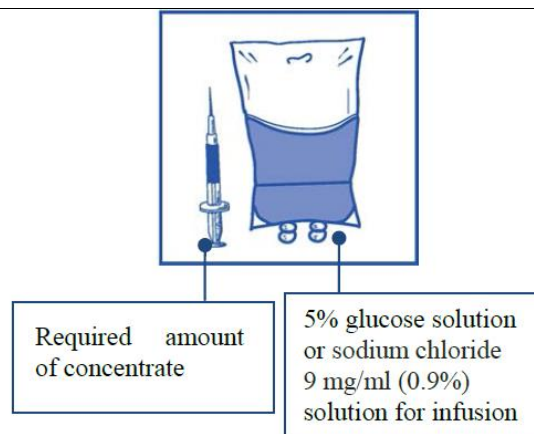 Required amount
of concentrate
5% glucose solution
or sodium chloride
9 mg/ml (0.9%)
solution for infusion